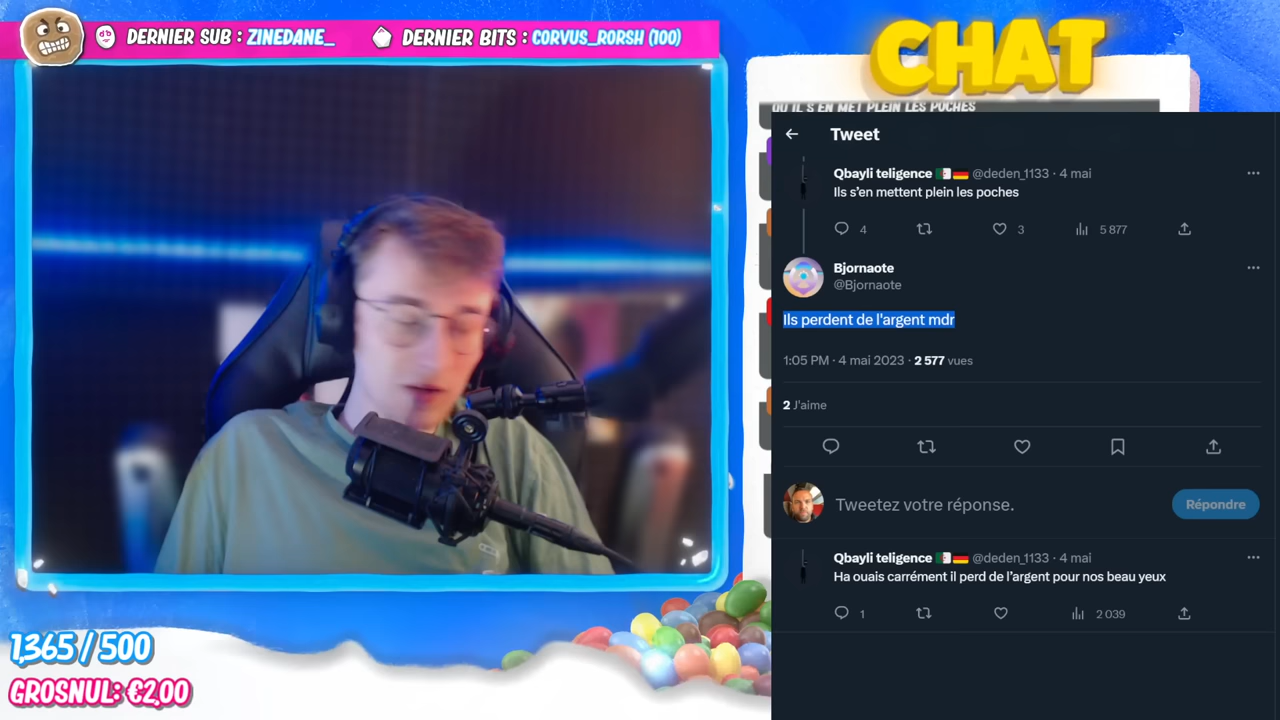 DERNIER SUB : ZINEDANE_
DERNIER BITS : CORVUS_RORSH (100)
CHAT
QU'IL S'EN MET PLEIN LES POCHES
Tweet
Qbayli teligence @deden_1133 · 4 mai
Ils s'en mettent plein les poches
4 3 5 877
Bjornaote
@Bjornaote
Ils perdent de l'argent mdr
1:05 PM · 4 mai 2023 · 2 577 vues
2 J'aime
Tweetez votre réponse.
Répondre
Qbayli teligence @deden_1133 · 4 mai
Ha ouais carrément il perd de l'argent pour nos beau yeux
1 2 039
1,365 / 500
GROSNUL: €2,00